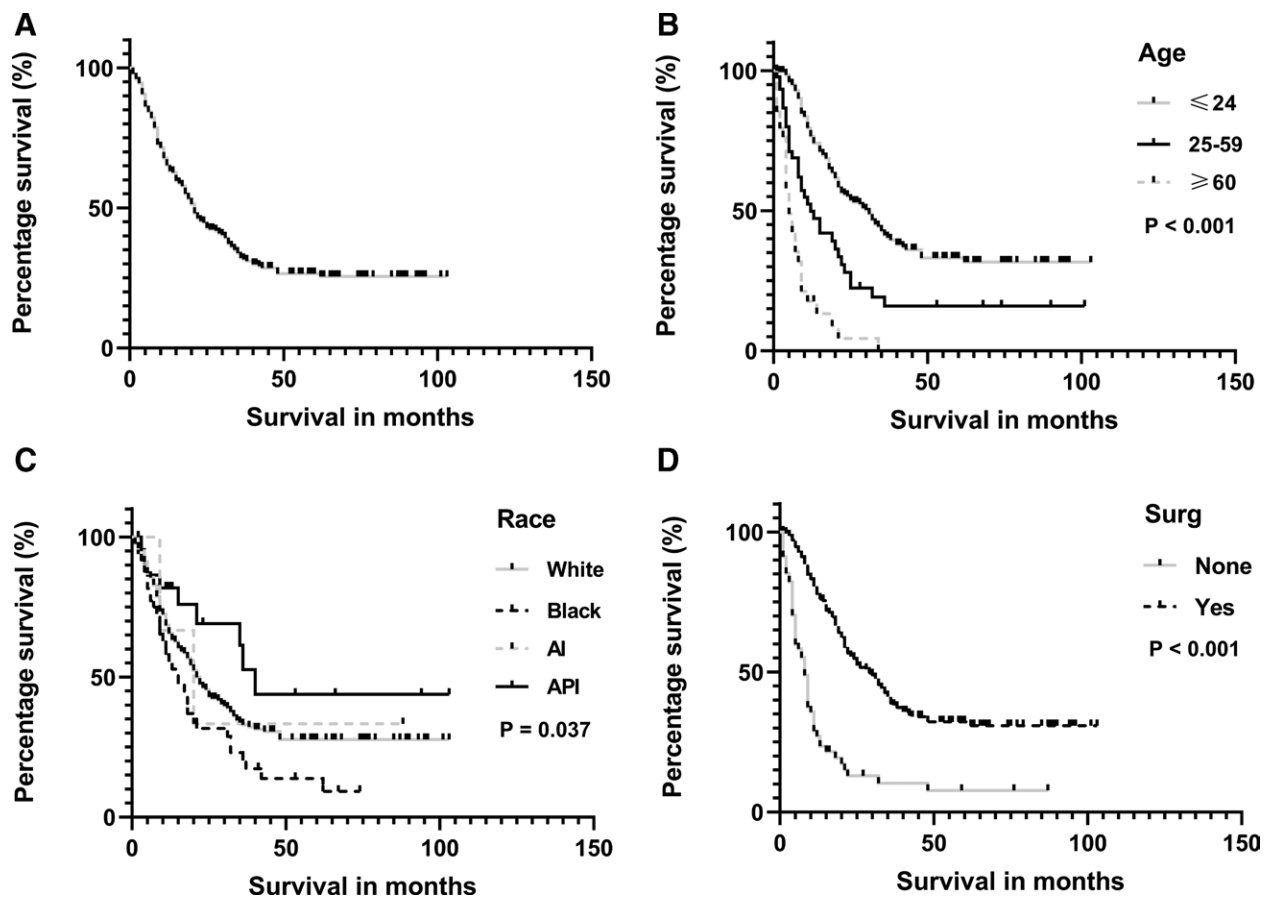 A
Percentage survival (%)
100
50
0
0 50 100 150
Survival in months
B
Percentage survival (%)
100
50
0
0 50 100 150
Survival in months
Age
≤24
25-59
≥60
P < 0.001
C
Percentage survival (%)
100
50
0
0 50 100 150
Survival in months
Race
White
Black
AI
API
P = 0.037
D
Percentage survival (%)
100
50
0
0 50 100 150
Survival in months
Surg
None
Yes
P < 0.001